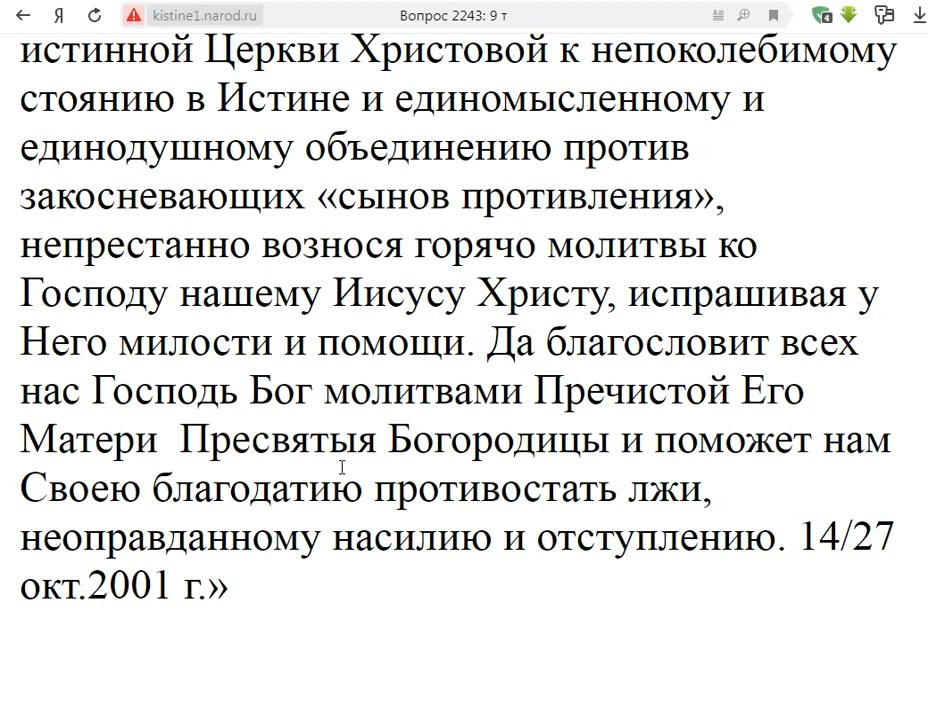 Я
kistine1.narod.ru
Вопрос 2243: 9 т
4
истинной Церкви Христовой к непоколебимому
стоянию в Истине и единомысленному и
единодушному объединению против
закосневающих «сынов противления»,
непрестанно вознося горячо молитвы ко
Господу нашему Иисусу Христу, испрашивая у
Него милости и помощи. Да благословит всех
нас Господь Бог молитвами Пречистой Его
Матери  Пресвятыя Богородицы и поможет нам
Своею благодатию противостать лжи,
неоправданному насилию и отступлению. 14/27
окт.2001 г.»